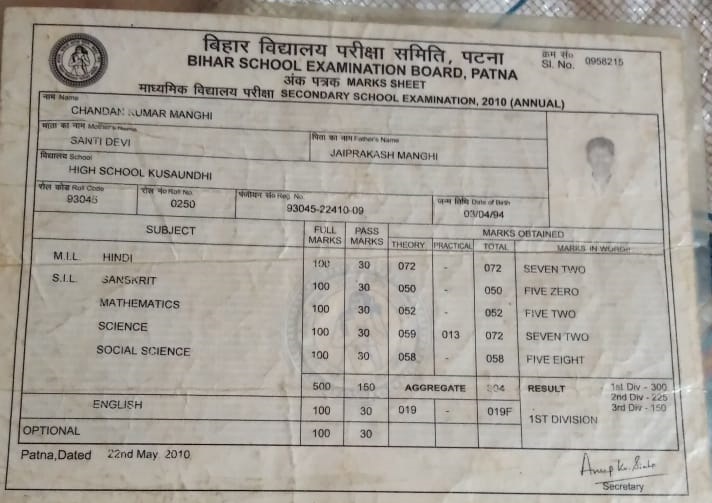 बिहार विद्यालय परीक्षा समिति, पटना
क्रम सं० 
BIHAR SCHOOL EXAMINATION BOARD, PATNA
Sl. No. 0958215
अंक पत्रक MARKS SHEET
माध्यमिक विद्यालय परीक्षा SECONDARY SCHOOL EXAMINATION, 2010 (ANNUAL)
नाम Name
CHANDAN KUMAR MANGHI
माता का नाम Mother's Name
पिता का नाम Father's Name
SANTI DEVI
JAIPRAKASH MANGHI
विद्यालय School
HIGH SCHOOL KUSAUNDHI
रोल कोड Roll Code
रोल नं० Roll No.
पंजीयन सं० Reg No.
जन्म तिथि Date of Birth
93045
0250
93045-22410-09
03/04/94
SUBJECT FULL MARKS PASS MARKS MARKS OBTAINED
THEORY PRACTICAL TOTAL MARKS IN WORDS
M.I.L. HINDI 100 30 072 - 072 SEVEN TWO
S.I.L. SANSKRIT 100 30 050 - 050 FIVE ZERO
MATHEMATICS 100 30 052 - 052 FIVE TWO
SCIENCE 100 30 059 013 072 SEVEN TWO
SOCIAL SCIENCE 100 30 058 - 058 FIVE EIGHT
500 150 AGGREGATE 304 RESULT 1st Div - 300
2nd Div - 225
3rd Div - 150
ENGLISH 100 30 019 - 019F 1ST DIVISION
OPTIONAL 100 30
Patna,Dated 22nd May 2010
Secretary